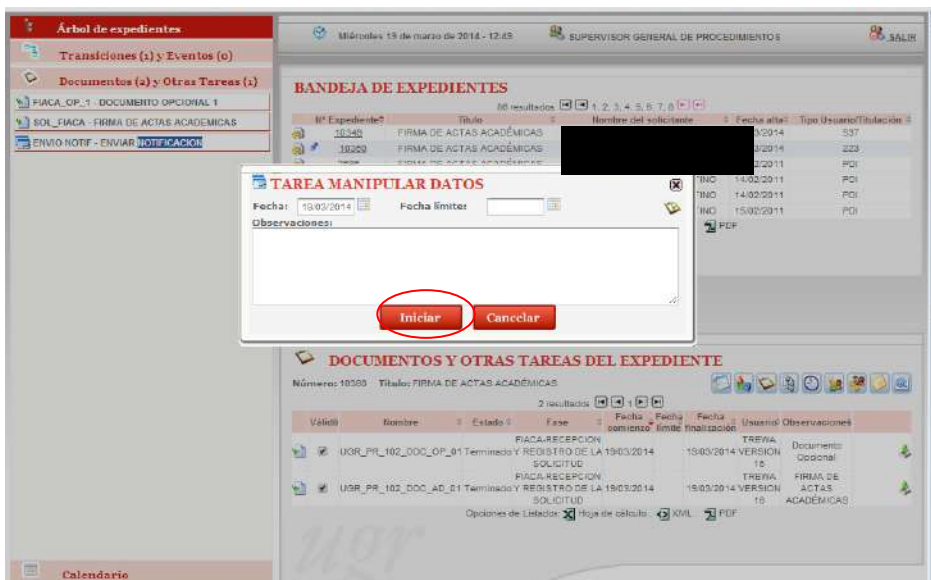 Árbol de expedientes
Transiciones (1) y Eventos (0)
Documentos (2) y Otras Tareas (1)
FIACA_OP_1 - DOCUMENTO OPCIONAL 1
SOL_FIACA - FIRMA DE ACTAS ACADEMICAS
ENVIO NOTIF - ENVIAR NOTIFICACION
Calendario
Miércoles 19 de marzo de 2014 - 12:43
SUPERVISOR GENERAL DE PROCEDIMIENTOS
SALIR
BANDEJA DE EXPEDIENTES
resultados 1, 2, 3, 4, 5, 6, 7, 8
Nº Expediente Título Nombre del solicitante Fecha alta Tipo Usuario/Titulación
FIRMA DE ACTAS ACADÉMICAS 3/2014 537
FIRMA DE ACTAS ACADÉMICAS 3/2014 223
FIRMA DE ACTAS ACADÉMICAS 2/2011 PDI
TINO 14/02/2011 PDI
TINO 14/02/2011 PDI
TINO 15/02/2011 PDI
PDF
TAREA MANIPULAR DATOS
Fecha: 19/03/2014 Fecha límite:
Observaciones:
Iniciar Cancelar
DOCUMENTOS Y OTRAS TAREAS DEL EXPEDIENTE
Número: Título: FIRMA DE ACTAS ACADÉMICAS
2 resultados 1
Válido Nombre Estado Fase Fecha comienzo Fecha límite Fecha finalización Usuario Observaciones
UGR_PR_102_DOC_OP_01 Terminado FIACA-RECEPCION Y REGISTRO DE LA SOLICITUD 19/03/2014 19/03/2014 TREWA VERSION 16 Documento Opcional
UGR_PR_102_DOC_AD_01 Terminado FIACA-RECEPCION Y REGISTRO DE LA SOLICITUD 19/03/2014 19/03/2014 TREWA VERSION 16 FIRMA DE ACTAS ACADÉMICAS
Opciones de Listados: Hoja de cálculo XML PDF
ugr